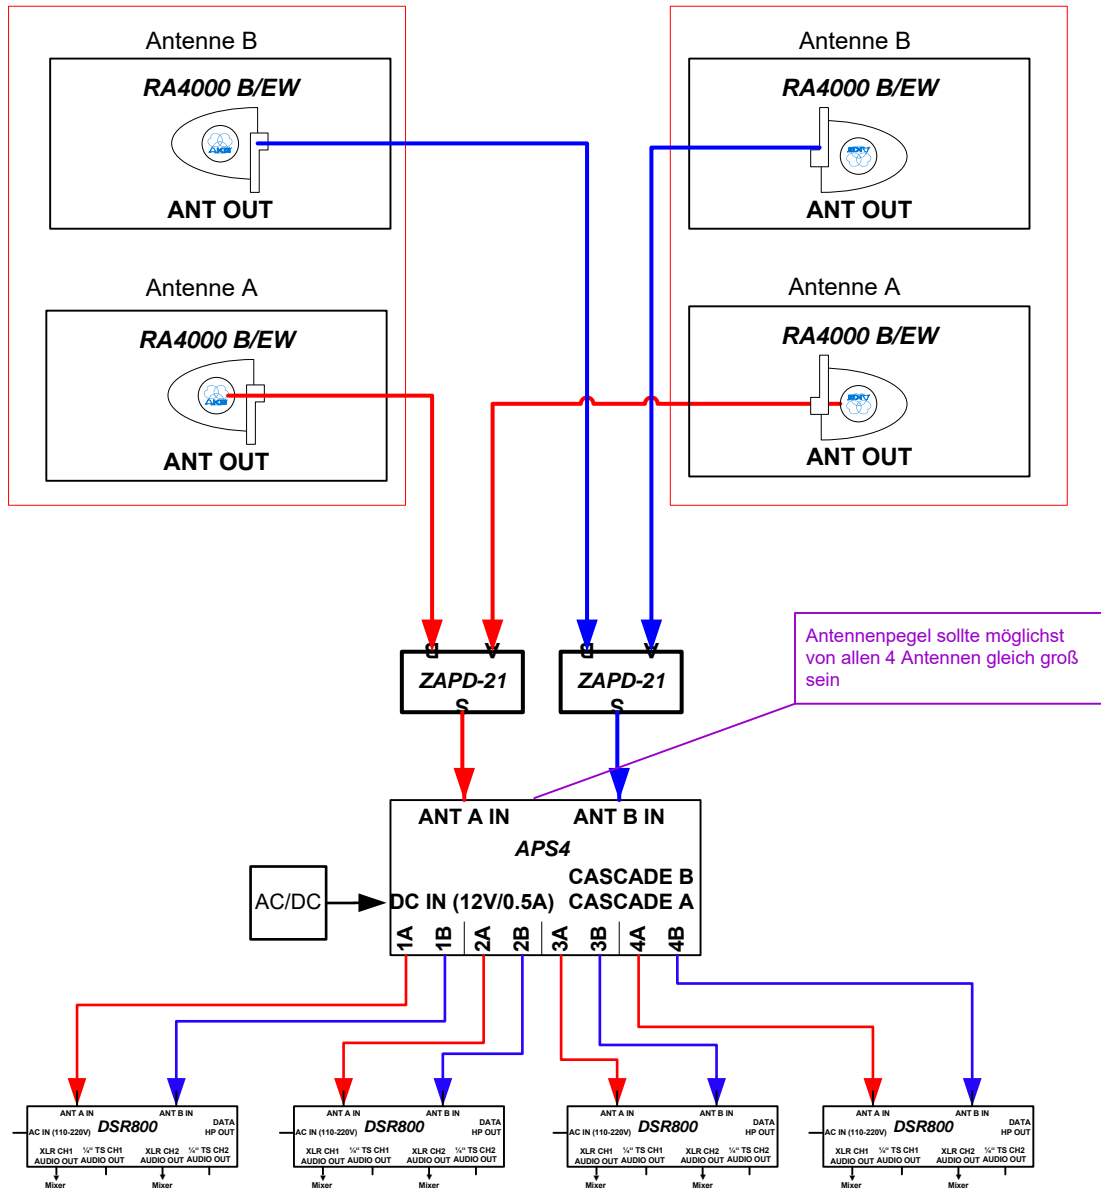 Antenne B
RA4000 B/EW
AKG
ANT OUT
Antenne A
RA4000 B/EW
AKG
ANT OUT
Antenne B
RA4000 B/EW
AKG
ANT OUT
Antenne A
RA4000 B/EW
AKG
ANT OUT
Antennenpegel sollte möglichst
von allen 4 Antennen gleich groß
sein
B A
ZAPD-21
S
B A
ZAPD-21
S
ANT A IN ANT B IN
APS4
CASCADE B
AC/DC
DC IN (12V/0.5A) CASCADE A
1A 1B 2A 2B 3A 3B 4A 4B
ANT A IN ANT B IN
DSR800 DATA
AC IN (110-220V) HP OUT
XLR CH1 ¼“ TS CH1 XLR CH2 ¼“ TS CH2
AUDIO OUT AUDIO OUT AUDIO OUT AUDIO OUT
Mixer Mixer
ANT A IN ANT B IN
DSR800 DATA
AC IN (110-220V) HP OUT
XLR CH1 ¼“ TS CH1 XLR CH2 ¼“ TS CH2
AUDIO OUT AUDIO OUT AUDIO OUT AUDIO OUT
Mixer Mixer
ANT A IN ANT B IN
DSR800 DATA
AC IN (110-220V) HP OUT
XLR CH1 ¼“ TS CH1 XLR CH2 ¼“ TS CH2
AUDIO OUT AUDIO OUT AUDIO OUT AUDIO OUT
Mixer Mixer
ANT A IN ANT B IN
DSR800 DATA
AC IN (110-220V) HP OUT
XLR CH1 ¼“ TS CH1 XLR CH2 ¼“ TS CH2
AUDIO OUT AUDIO OUT AUDIO OUT AUDIO OUT
Mixer Mixer